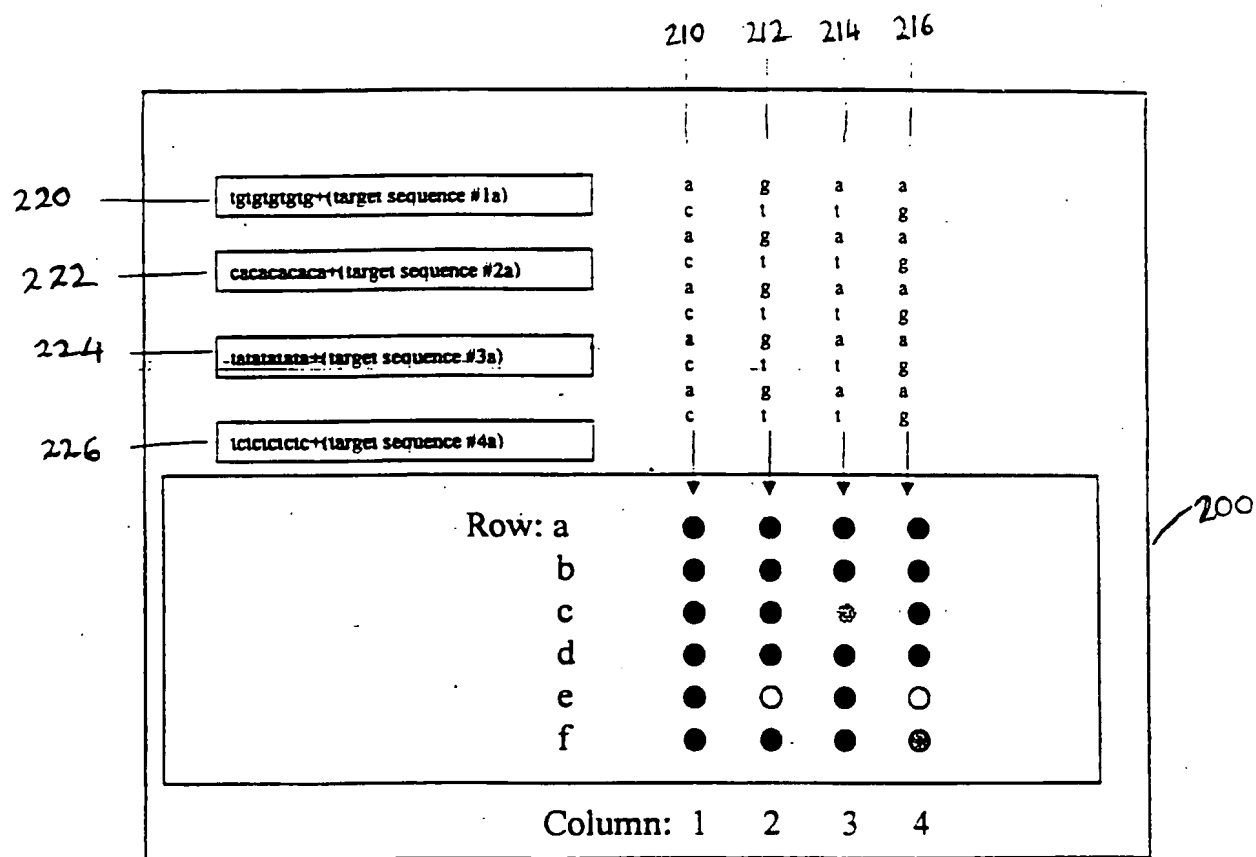 210 212 214 216
220
tgtgtgtgtg+(target sequence #1a)
222
cacacacaca+(target sequence #2a)
224
tatatatata+(target sequence #3a)
226
tctctctctc+(target sequence #4a)
a g a a
c t t g
a g a a
c t t g
a g a a
c t t g
a g a a
c t t g
a g a a
c t t g
200
Row: a
b
c
d
e
f
Column: 1 2 3 4